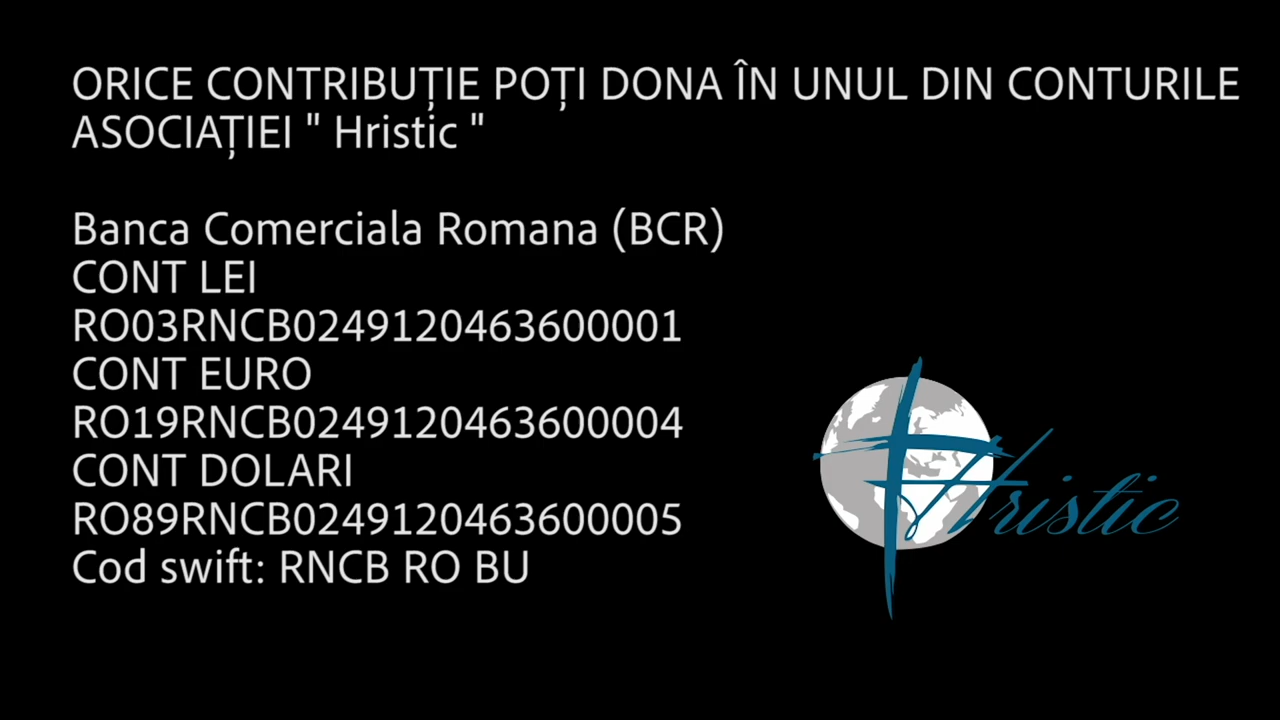 ORICE CONTRIBUȚIE POȚI DONA ÎN UNUL DIN CONTURILE
ASOCIAȚIEI " Hristic "
Banca Comerciala Romana (BCR)
CONT LEI
RO03RNCB0249120463600001
CONT EURO
RO19RNCB0249120463600004
CONT DOLARI
RO89RNCB0249120463600005
Cod swift: RNCB RO BU
Hristic